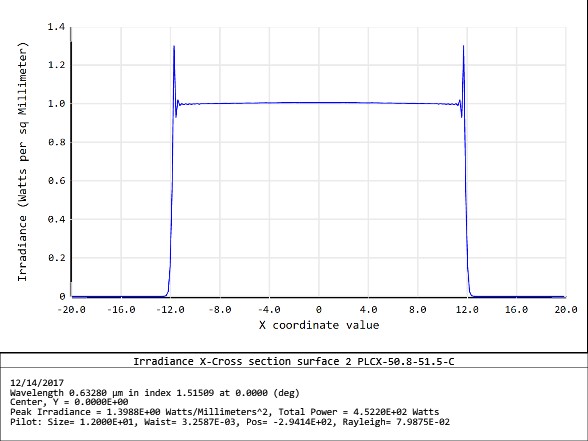 1.4
1.2
1.0
0.8
0.6
0.4
0.2
0
Irradiance (Watts per sq Millimeter)
-20.0 -16.0 -12.0 -8.0 -4.0 0 4.0 8.0 12.0 16.0 20.0
X coordinate value
Irradiance X-Cross section surface 2 PLCX-50.8-51.5-C
12/14/2017
Wavelength 0.63280 µm in index 1.51509 at 0.0000 (deg)
Center, Y = 0.0000E+00
Peak Irradiance = 1.3988E+00 Watts/Millimeters^2, Total Power = 4.5220E+02 Watts
Pilot: Size= 1.2000E+01, Waist= 3.2587E-03, Pos= -2.9414E+02, Rayleigh= 7.9875E-02